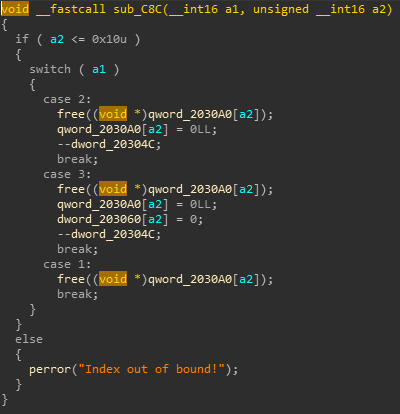 void __fastcall sub_C8C(__int16 a1, unsigned __int16 a2)
{
  if ( a2 <= 0x10u )
  {
    switch ( a1 )
    {
      case 2:
        free((void *)qword_2030A0[a2]);
        qword_2030A0[a2] = 0LL;
        --dword_20304C;
        break;
      case 3:
        free((void *)qword_2030A0[a2]);
        qword_2030A0[a2] = 0LL;
        dword_203060[a2] = 0;
        --dword_20304C;
        break;
      case 1:
        free((void *)qword_2030A0[a2]);
        break;
    }
  }
  else
  {
    perror("Index out of bound!");
  }
}